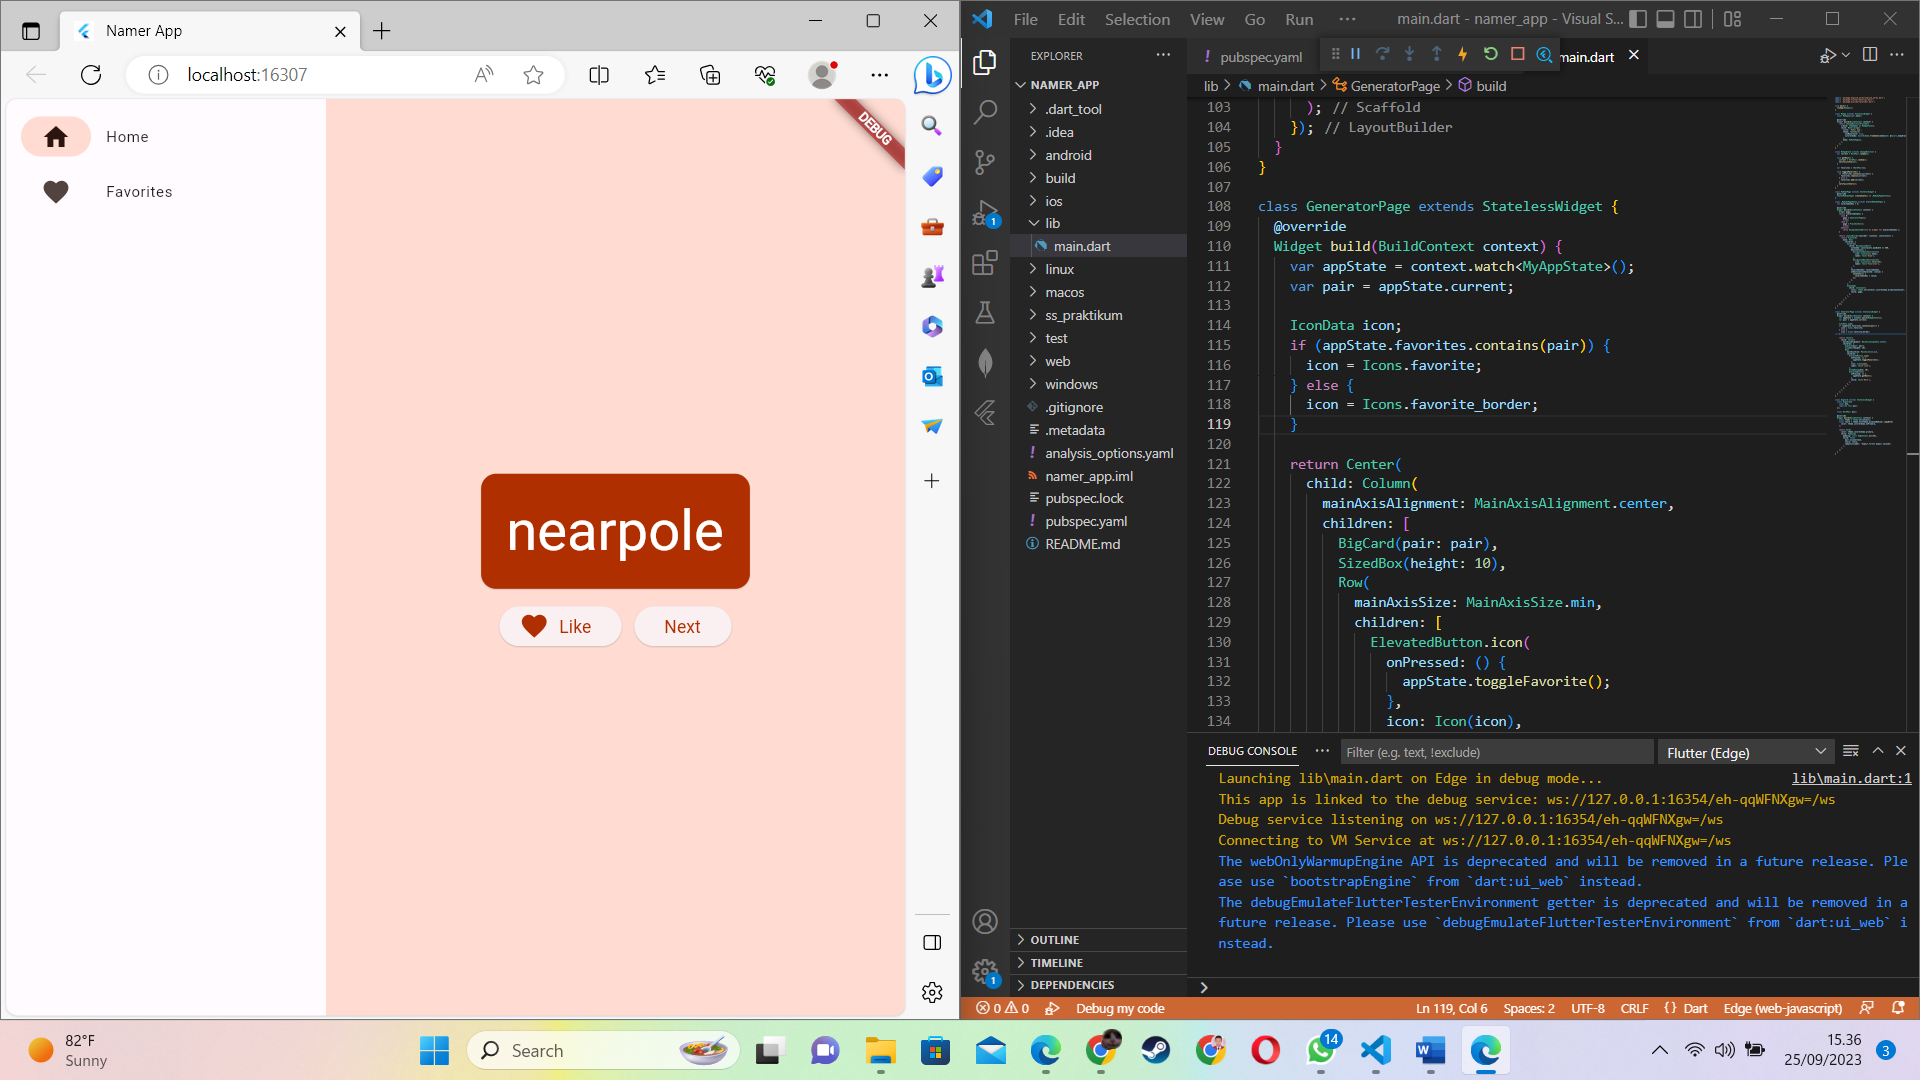 Namer App
localhost:16307
Home
Favorites
DEBUG
nearpole
Like
Next
File Edit Selection View Go Run
main.dart - namer_app - Visual S...
EXPLORER
NAMER_APP
.dart_tool
.idea
android
build
ios
lib
main.dart
linux
macos
ss_praktikum
test
web
windows
.gitignore
.metadata
analysis_options.yaml
namer_app.iml
pubspec.lock
pubspec.yaml
README.md
OUTLINE
TIMELINE
DEPENDENCIES
! pubspec.yaml
main.dart
lib > main.dart > GeneratorPage > build
103 ); // Scaffold
104 }); // LayoutBuilder
105 }
106 }
107
108 class GeneratorPage extends StatelessWidget {
109 @override
110 Widget build(BuildContext context) {
111 var appState = context.watch<MyAppState>();
112 var pair = appState.current;
113
114 IconData icon;
115 if (appState.favorites.contains(pair)) {
116 icon = Icons.favorite;
117 } else {
118 icon = Icons.favorite_border;
119 }
120
121 return Center(
122 child: Column(
123 mainAxisAlignment: MainAxisAlignment.center,
124 children: [
125 BigCard(pair: pair),
126 SizedBox(height: 10),
127 Row(
128 mainAxisSize: MainAxisSize.min,
129 children: [
130 ElevatedButton.icon(
131 onPressed: () {
132 appState.toggleFavorite();
133 },
134 icon: Icon(icon),
DEBUG CONSOLE
Filter (e.g. text, !exclude)
Flutter (Edge)
Launching lib\main.dart on Edge in debug mode... lib\main.dart:1
This app is linked to the debug service: ws://127.0.0.1:16354/eh-qqWFNXgw=/ws
Debug service listening on ws://127.0.0.1:16354/eh-qqWFNXgw=/ws
Connecting to VM Service at ws://127.0.0.1:16354/eh-qqWFNXgw=/ws
The webOnlyWarmupEngine API is deprecated and will be removed in a future release. Ple
ase use `bootstrapEngine` from `dart:ui_web` instead.
The debugEmulateFlutterTesterEnvironment getter is deprecated and will be removed in a
future release. Please use `debugEmulateFlutterTesterEnvironment` from `dart:ui_web` i
nstead.
1
1
0 0 Debug my code
Ln 119, Col 6 Spaces: 2 UTF-8 CRLF {} Dart Edge (web-javascript)
82°F
Sunny
Search
14
15.36
25/09/2023
3